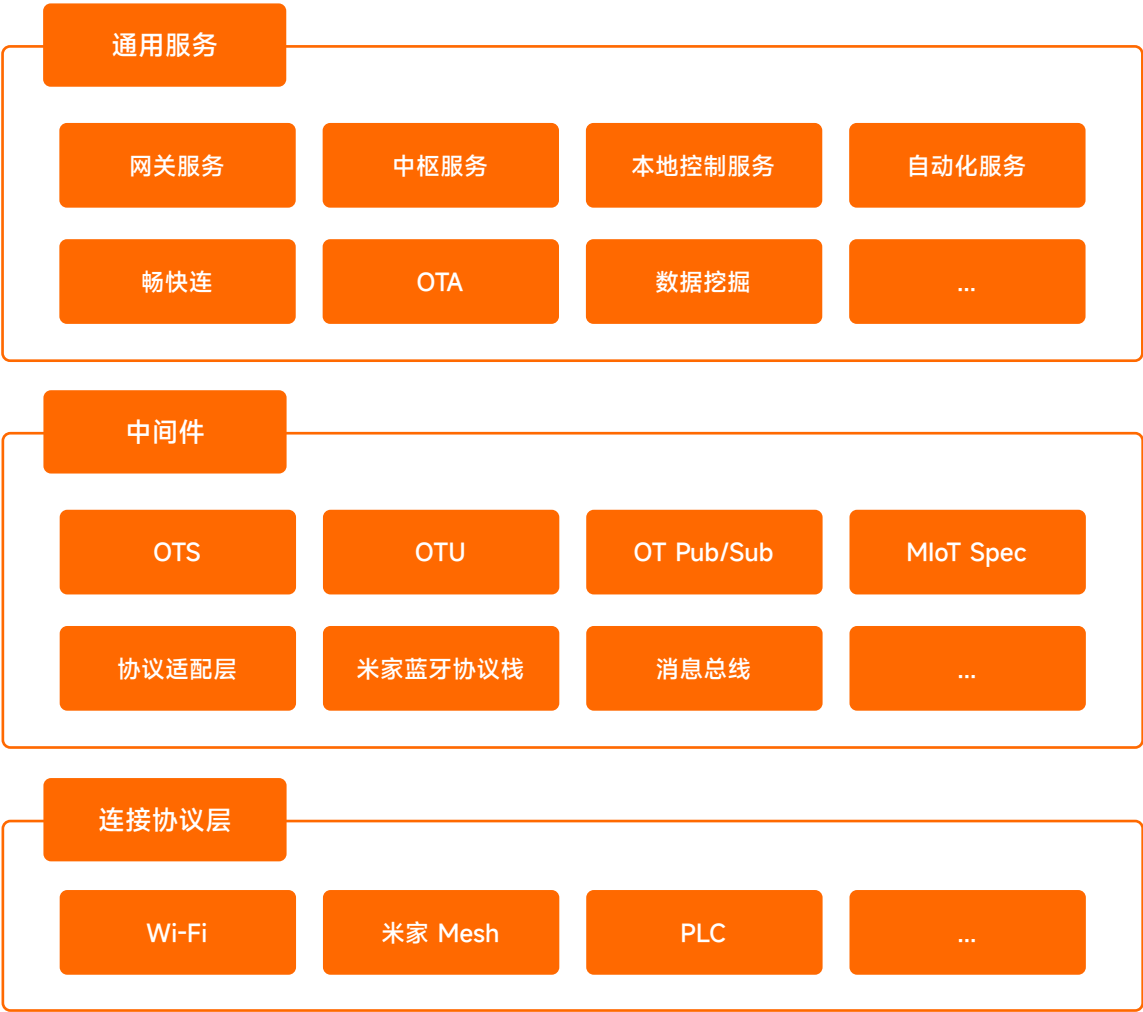 通用服务
网关服务
中枢服务
本地控制服务
自动化服务
畅快连
OTA
数据挖掘
...
中间件
OTS
OTU
OT Pub/Sub
MIoT Spec
协议适配层
米家蓝牙协议栈
消息总线
...
连接协议层
Wi-Fi
米家 Mesh
PLC
...